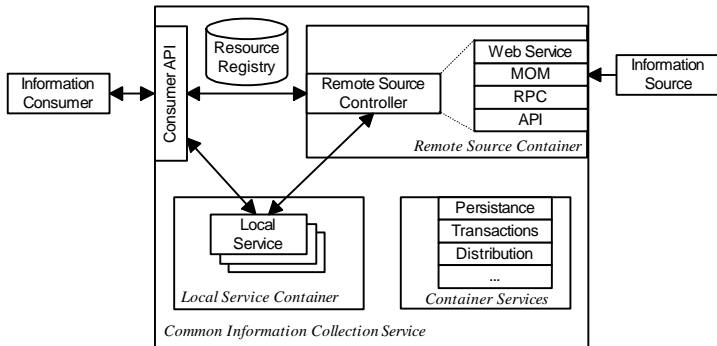 Resource
Registry
Consumer API
Information
Consumer
Remote Source
Controller
Web Service
MOM
RPC
API
Information
Source
Remote Source Container
Local
Service
Local Service Container
Persistance
Transactions
Distribution
...
Container Services
Common Information Collection Service